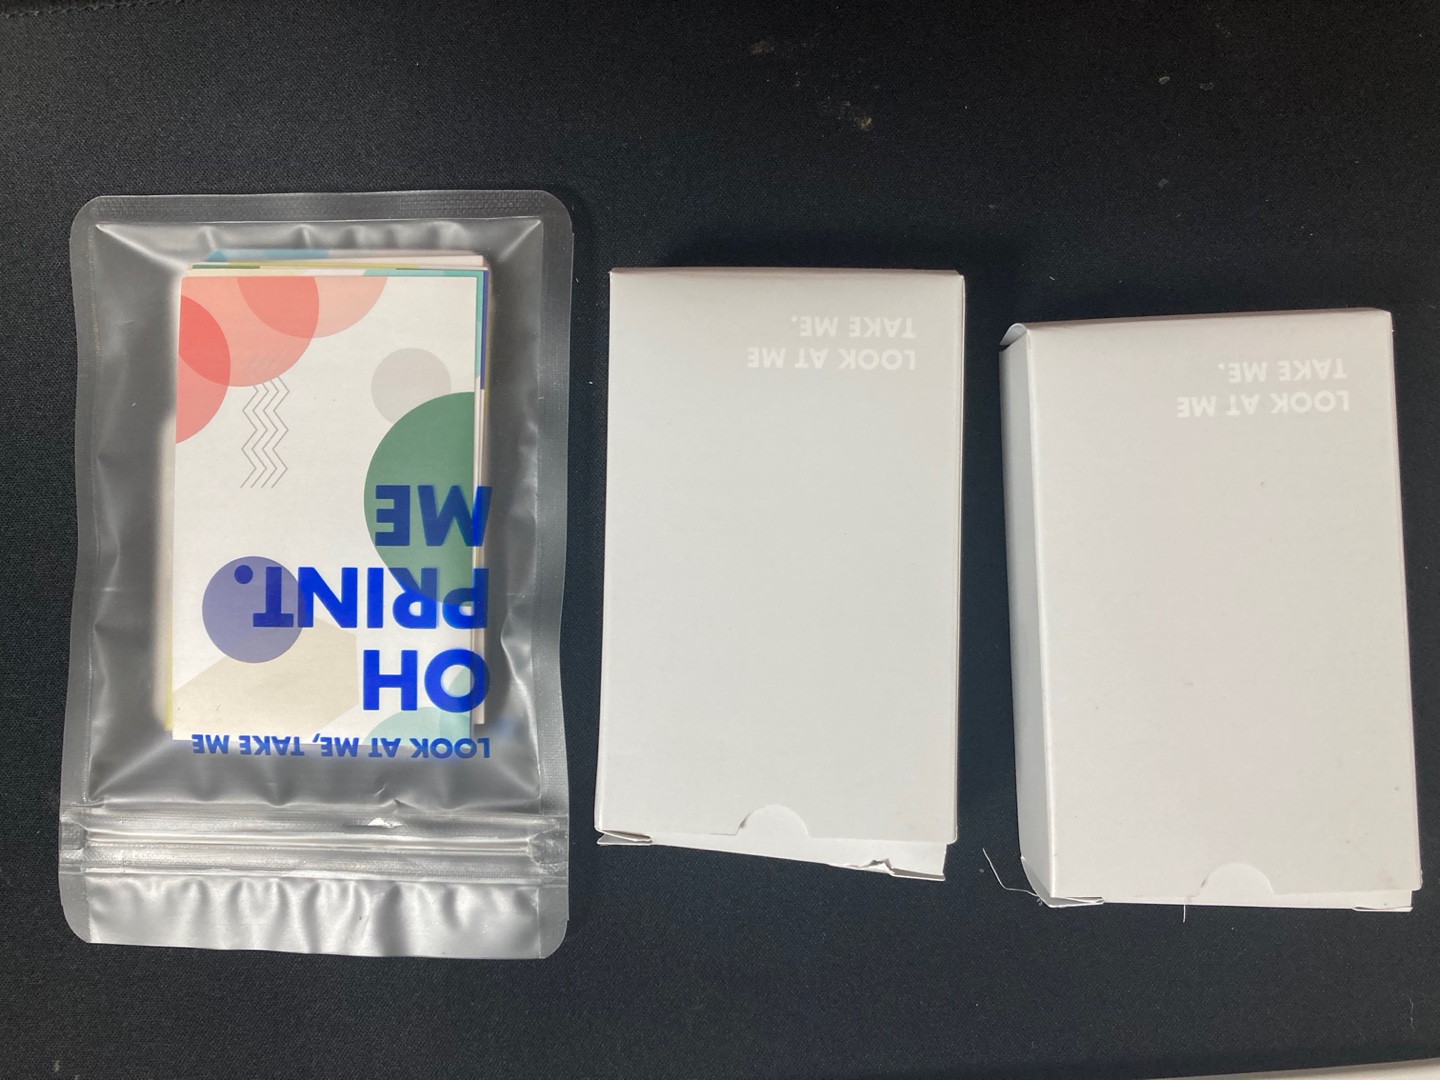 OH
PRINT.
ME
LOOK AT ME, TAKE ME
LOOK AT ME
TAKE ME.
LOOK AT ME
TAKE ME.